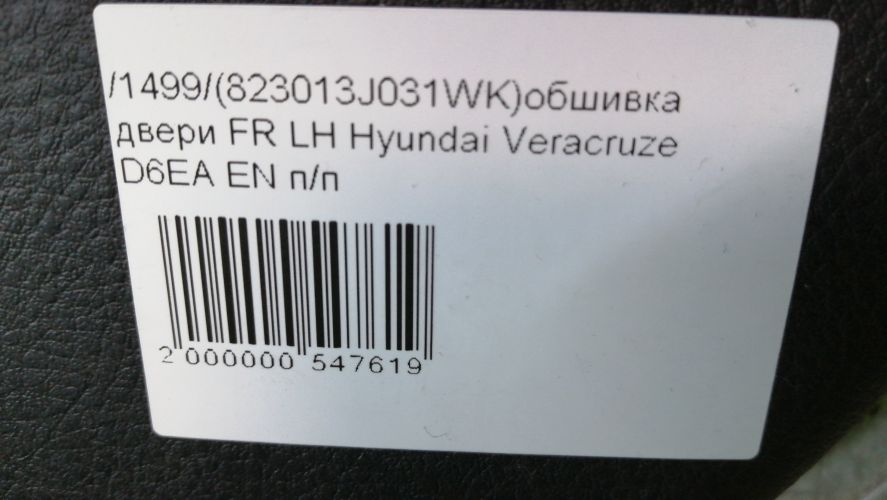 /1499/(823013J031WK)обшивка
двери FR LH Hyundai Veracruze
D6EA EN п/п
2 000000 547619